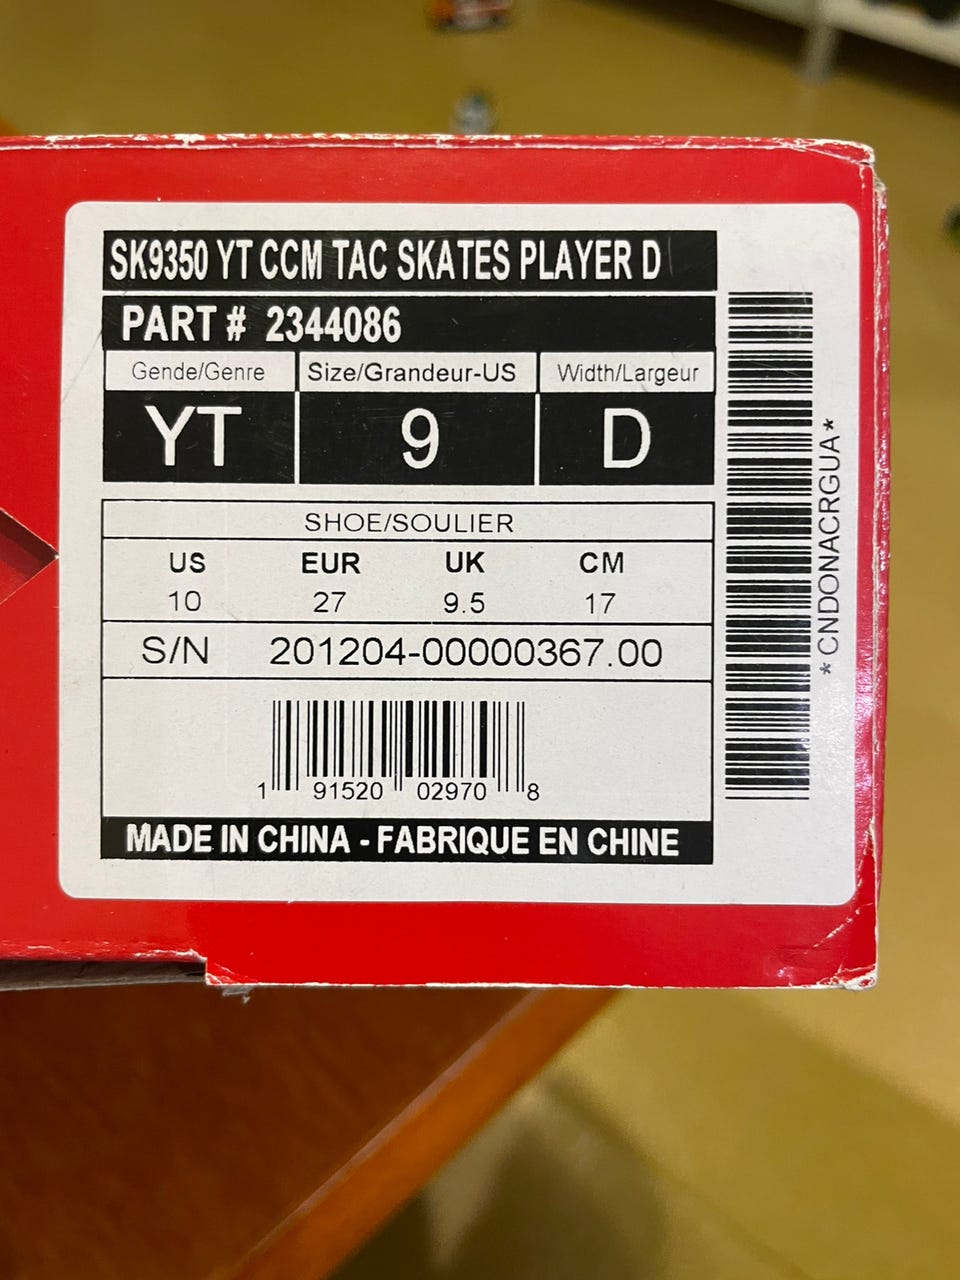 SK9350 YT CCM TAC SKATES PLAYER D
PART # 2344086
Gende/Genre Size/Grandeur-US Width/Largeur
YT 9 D
SHOE/SOULIER
US EUR UK CM
10 27 9.5 17
S/N 201204-00000367.00
1 91520 02970 8
MADE IN CHINA - FABRIQUE EN CHINE
*CNDONACRGUA*